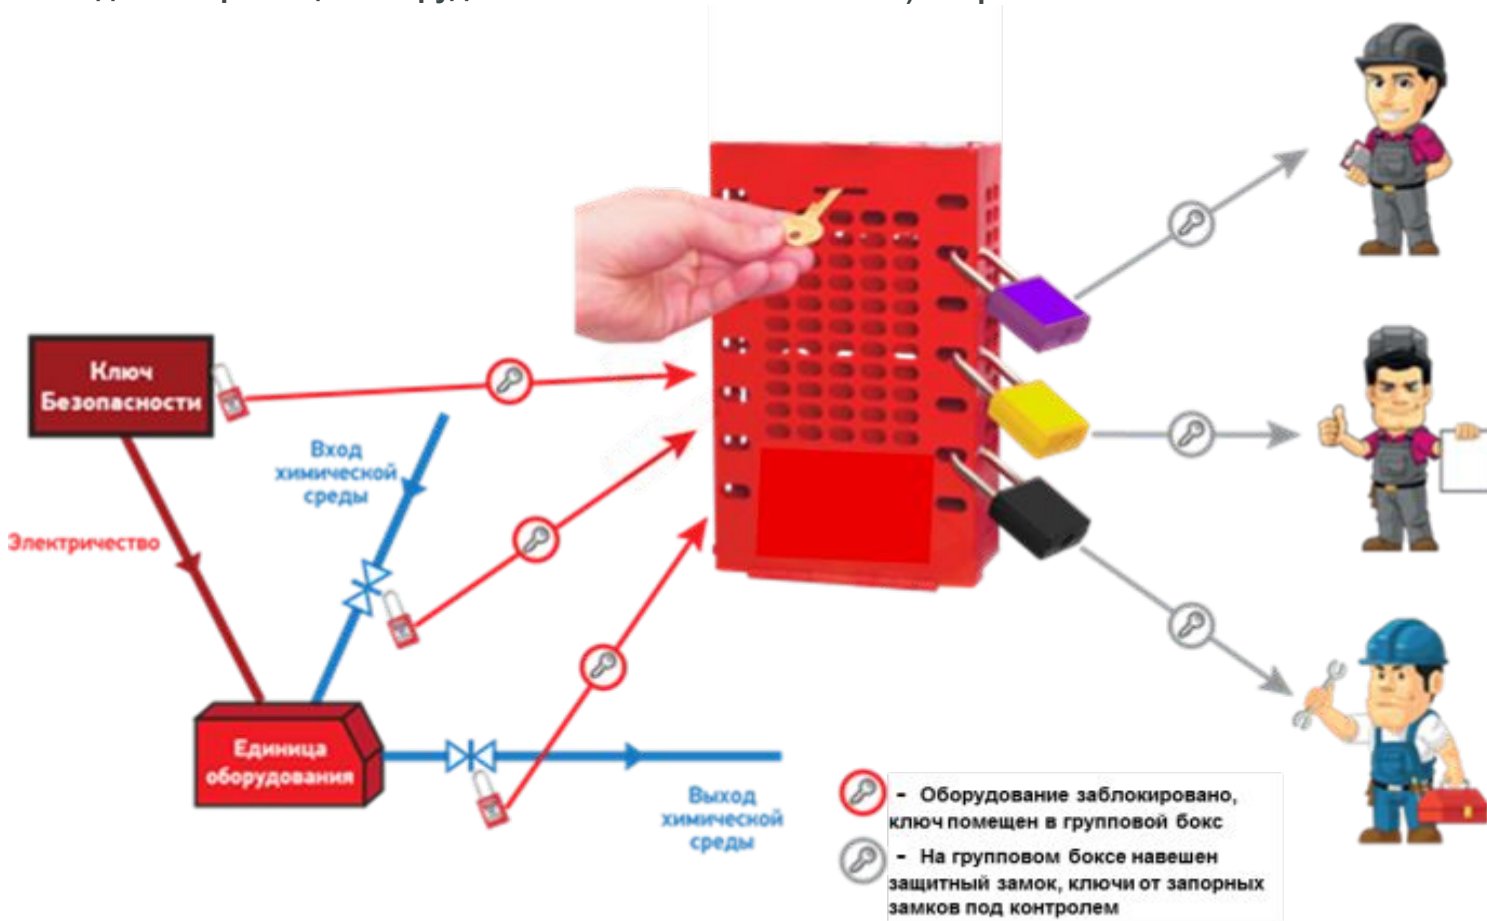 Ключ
Безопасности
Вход
химической
среды
Электричество
Единица
оборудования
Выход
химической
среды
- Оборудование заблокировано,
ключ помещен в групповой бокс
- На групповом боксе навешен
защитный замок, ключи от запорных
замков под контролем